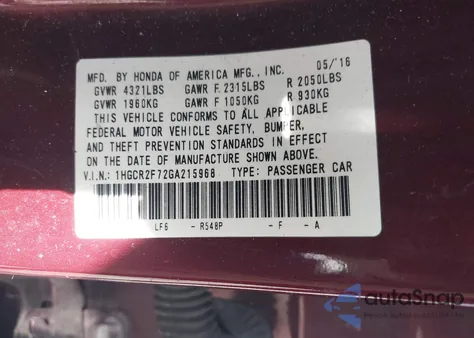 MFD. BY HONDA OF AMERICA MFG., INC. 05/'16
GVWR 4321LBS GAWR F. 2315LBS R 2050LBS
GVWR 1960KG GAWR F 1050KG R 930KG
THIS VEHICLE CONFORMS TO ALL APPLICABLE
FEDERAL MOTOR VEHICLE SAFETY, BUMPER,
AND THEFT PREVENTION STANDARDS IN EFFECT
ON THE DATE OF MANUFACTURE SHOWN ABOVE.
V.I.N.: 1HGCR2F72GA215968 TYPE: PASSENGER CAR
LF6 - R548P - F - A
autoSnap